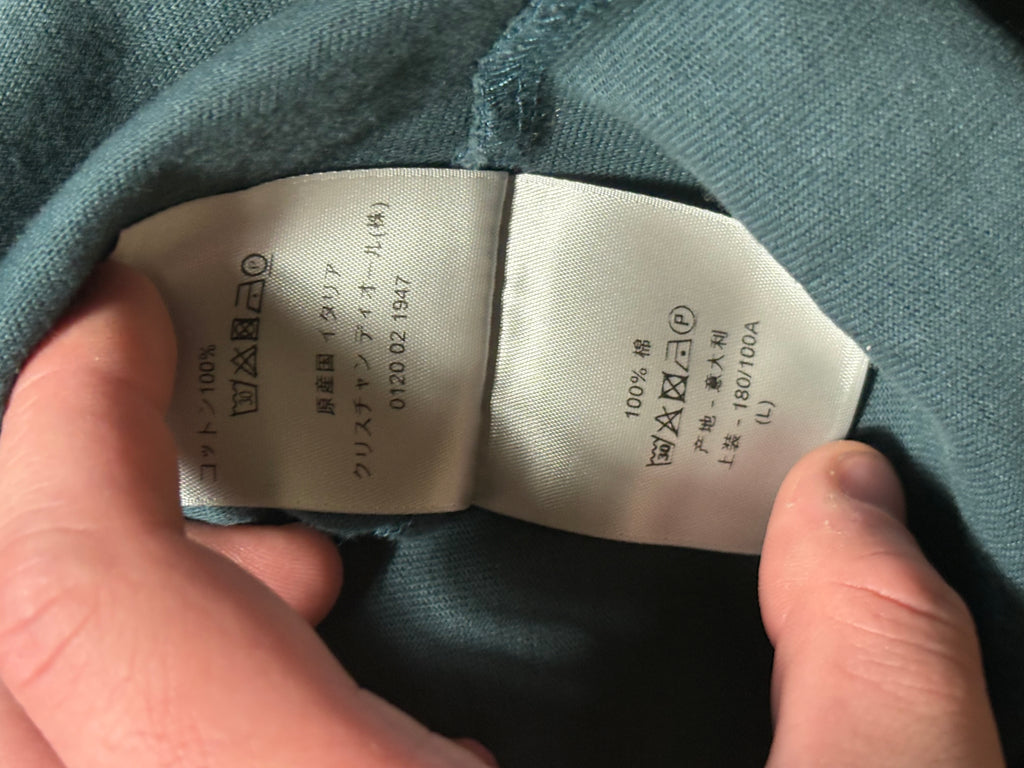 コットン100%
30 P
原産国 イタリア
クリスチャンディオール(株)
0120 02 1947
100% 棉
30 P
产地 - 意大利
上装 - 180/100A
(L)